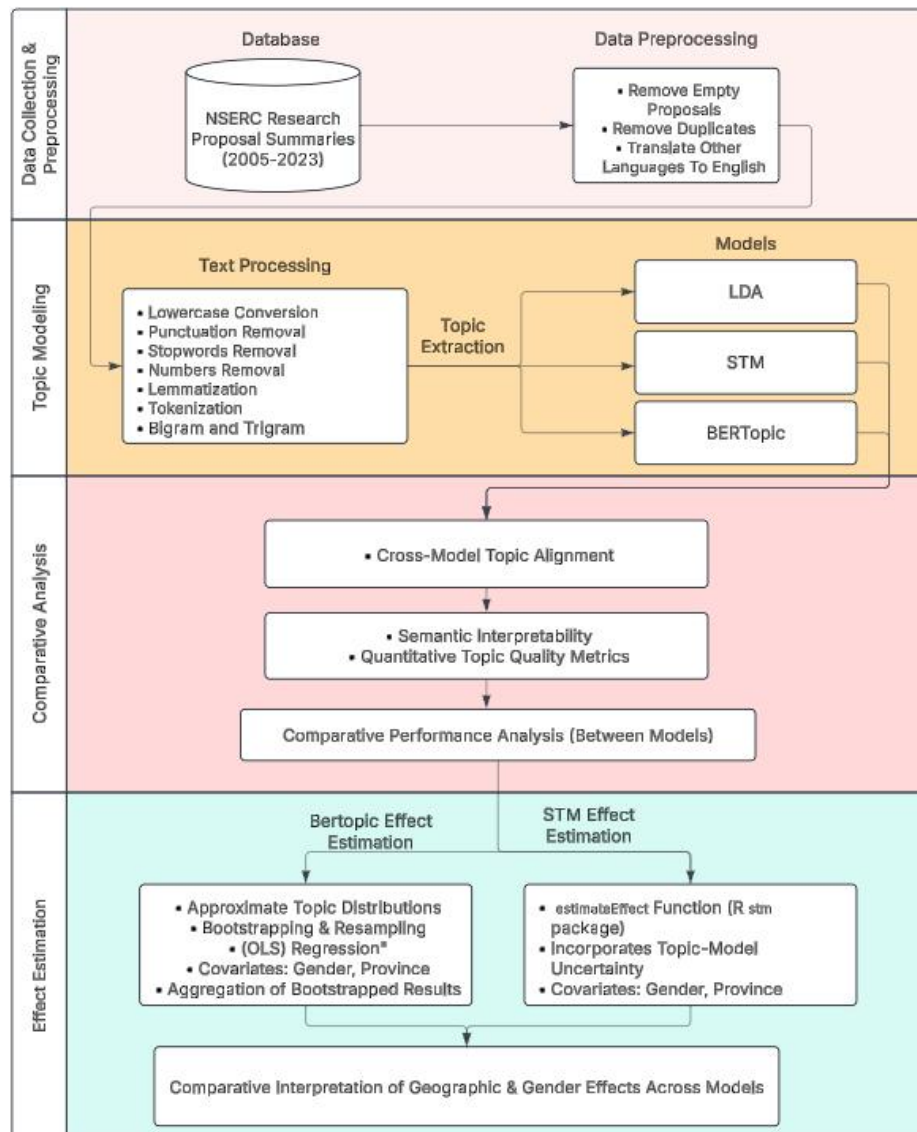 Data Collection &
Preprocessing
Database
NSERC Research
Proposal Summaries
(2005-2023)
Data Preprocessing
▪ Remove Empty
Proposals
▪ Remove Duplicates
▪ Translate Other
Languages To English
Topic Modeling
Text Processing
▪ Lowercase Conversion
▪ Punctuation Removal
▪ Stopwords Removal
▪ Numbers Removal
▪ Lemmatization
▪ Tokenization
▪ Bigram and Trigram
Topic
Extraction
Models
LDA
STM
BERTopic
Comparative Analysis
▪ Cross-Model Topic Alignment
▪ Semantic Interpretability
▪ Quantitative Topic Quality Metrics
Comparative Performance Analysis (Between Models)
Effect Estimation
Bertopic Effect
Estimation
STM Effect
Estimation
▪ Approximate Topic Distributions
▪ Bootstrapping & Resampling
▪ (OLS) Regression*
▪ Covariates: Gender, Province
▪ Aggregation of Bootstrapped Results
▪ estimateEffect Function (R stm
package)
▪ Incorporates Topic-Model
Uncertainty
▪ Covariates: Gender, Province
Comparative Interpretation of Geographic & Gender Effects Across Models